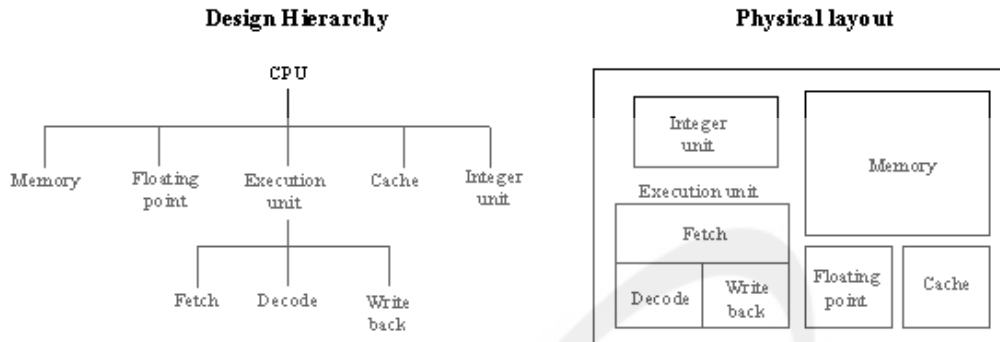 Design Hierarchy
CPU
Memory
Floating
point
Execution
unit
Cache
Integer
unit
Fetch
Decode
Write
back
Physical layout
Integer
unit
Memory
Execution unit
Fetch
Decode
Write
back
Floating
point
Cache